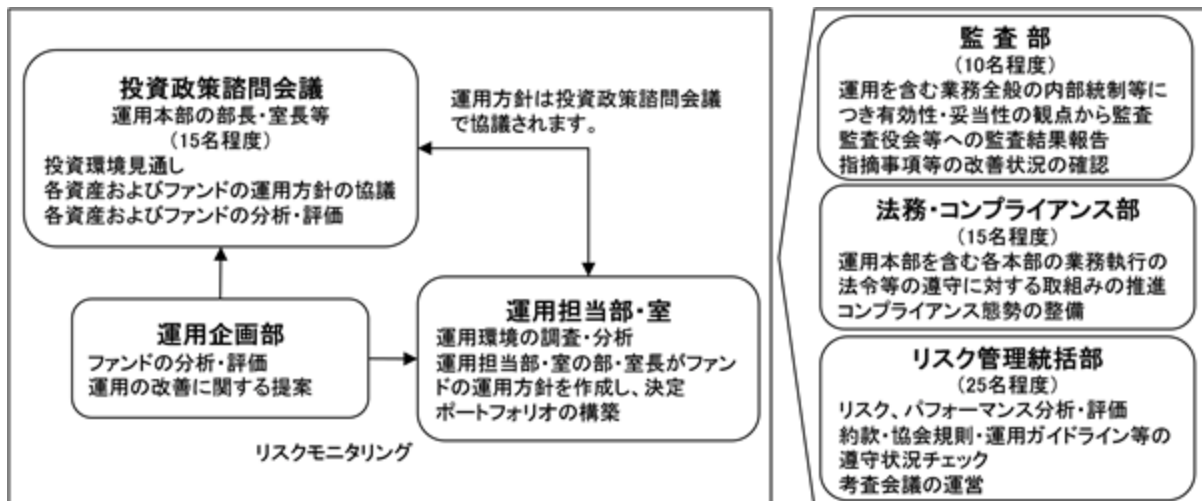 投資政策諮問会議
運用本部の部長・室長等
(15名程度)
投資環境見通し
各資産およびファンドの運用方針の協議
各資産およびファンドの分析・評価
運用方針は投資政策諮問会議
で協議されます。
運用企画部
ファンドの分析・評価
運用の改善に関する提案
運用担当部・室
運用環境の調査・分析
運用担当部・室の部・室長がファン
ドの運用方針を作成し、決定
ポートフォリオの構築
リスクモニタリング
監 査 部
(10名程度)
運用を含む業務全般の内部統制等に
つき有効性・妥当性の観点から監査
監査役会等への監査結果報告
指摘事項等の改善状況の確認
法務・コンプライアンス部
(15名程度)
運用本部を含む各本部の業務執行の
法令等の遵守に対する取組みの推進
コンプライアンス態勢の整備
リスク管理統括部
(25名程度)
リスク、パフォーマンス分析・評価
約款・協会規則・運用ガイドライン等の
遵守状況チェック
考査会議の運営